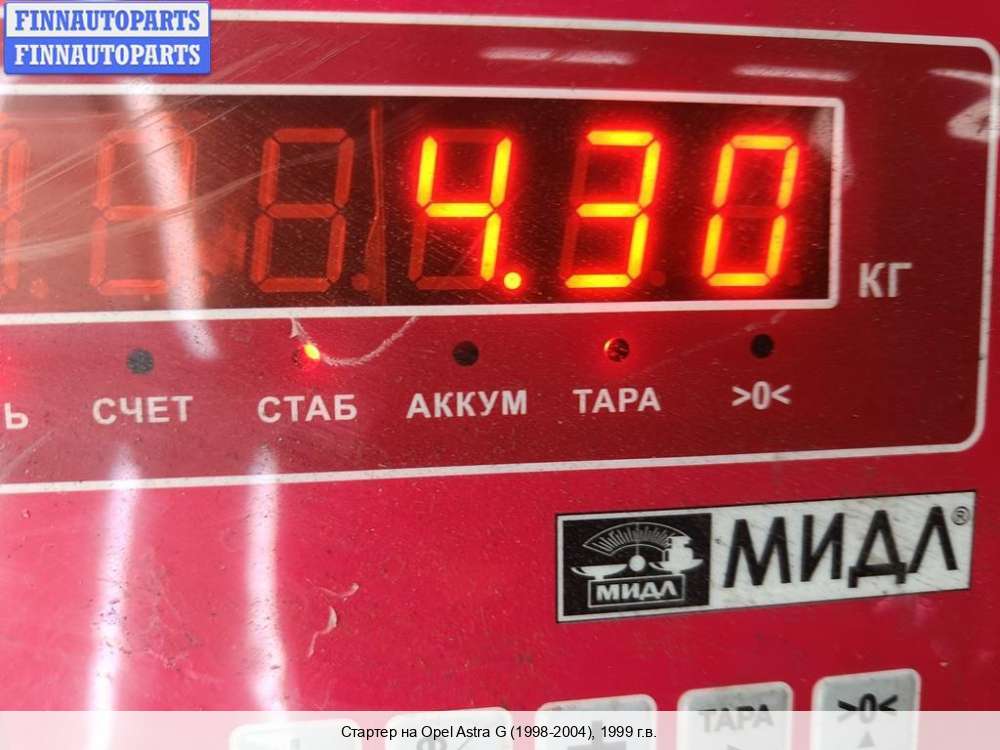 FINNAUTOPARTS
FINNAUTOPARTS
4.30
КГ
Ь СЧЕТ СТАБ АККУМ ТАРА >0<
МИДЛ МИДЛ®
ТАРА >0<
Стартер на Opel Astra G (1998-2004), 1999 г.в.